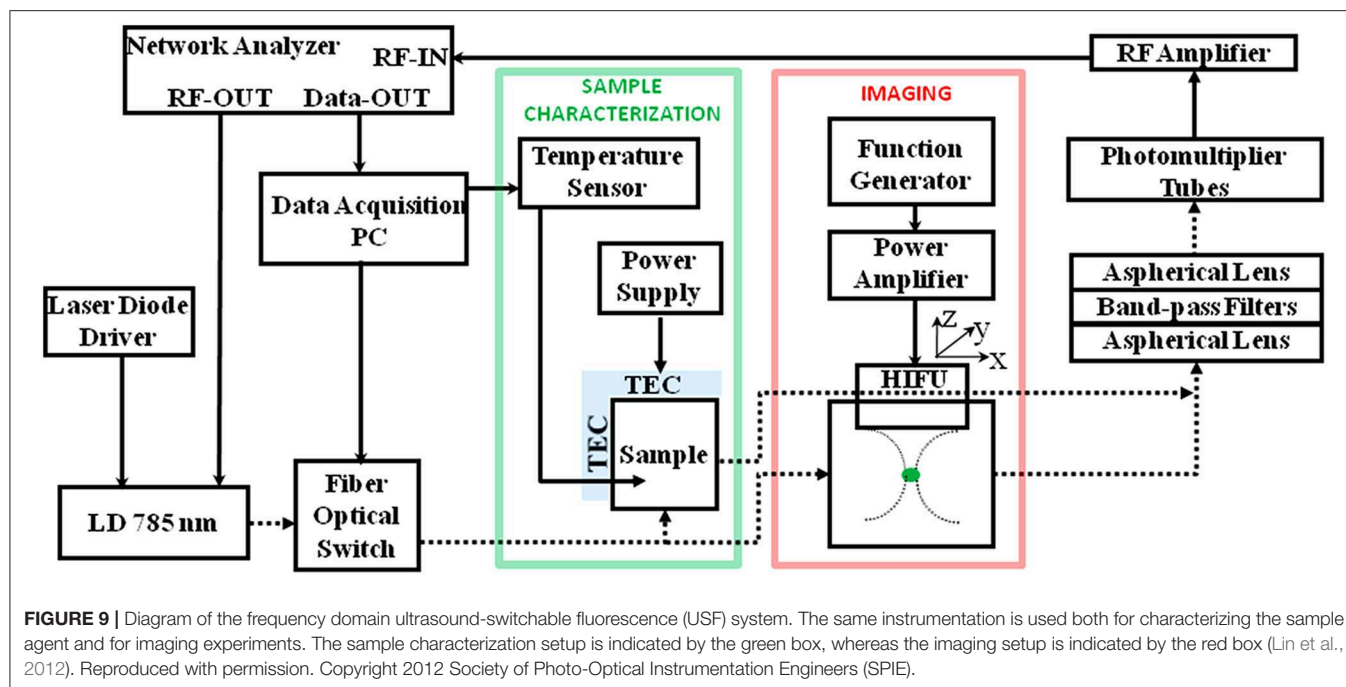 Network Analyzer
RF-IN
RF-OUT Data-OUT
SAMPLE
CHARACTERIZATION
IMAGING
RF Amplifier
Temperature
Sensor
Function
Generator
Photomultiplier
Tubes
Data Acquisition
PC
Power
Supply
Power
Amplifier
Aspherical Lens
Band-pass Filters
Aspherical Lens
Laser Diode
Driver
z
y
x
TEC
HIFU
TEC
Sample
LD 785 nm
Fiber
Optical
Switch
FIGURE 9 | Diagram of the frequency domain ultrasound-switchable fluorescence (USF) system. The same instrumentation is used both for characterizing the sample
agent and for imaging experiments. The sample characterization setup is indicated by the green box, whereas the imaging setup is indicated by the red box (Lin et al.,
2012). Reproduced with permission. Copyright 2012 Society of Photo-Optical Instrumentation Engineers (SPIE).